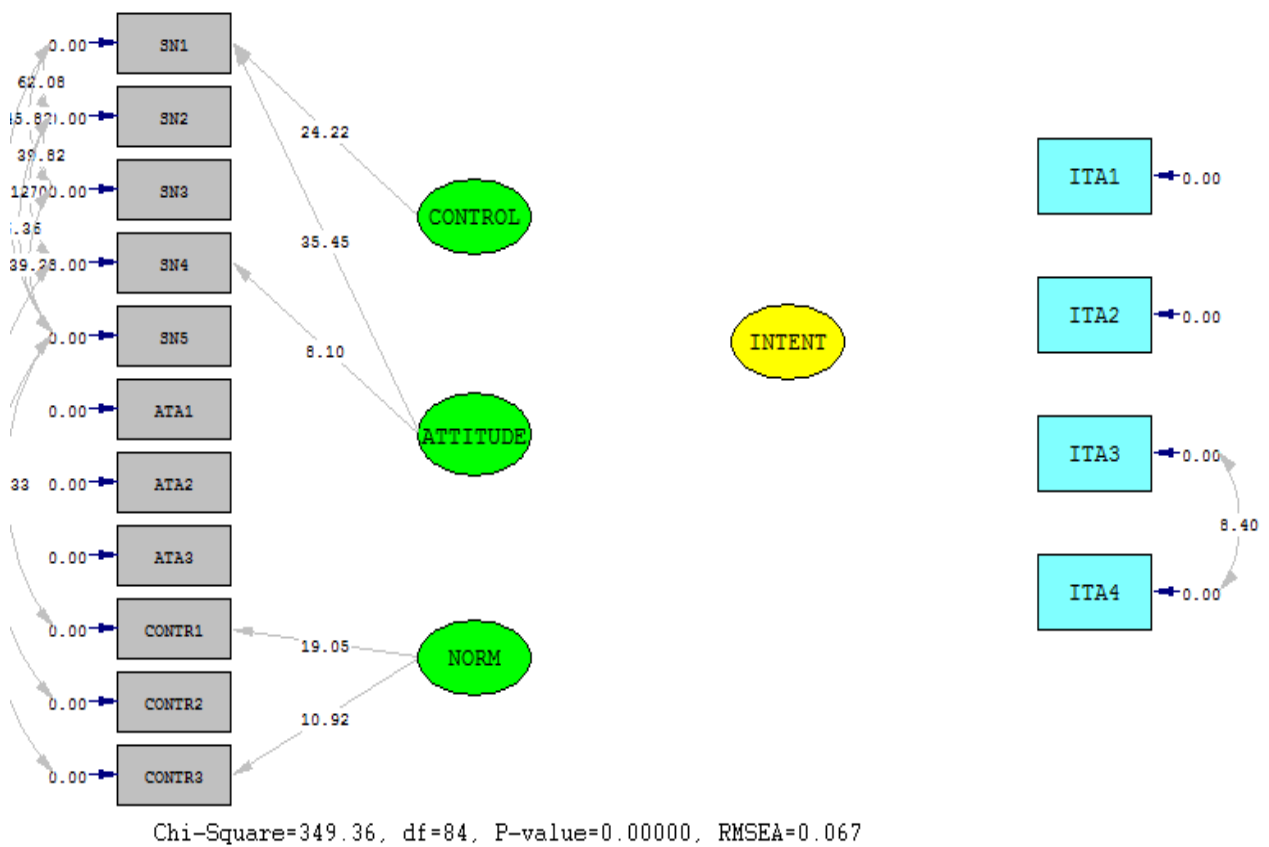 0.00 SN1
62.08
SN2
24.22
39.82
SN3
CONTROL
ITA1 0.00
35.45
SN4
0.00 SN5
8.10
INTENT
ITA2 0.00
0.00 ATA1
ATTITUDE
ITA3 0.00
33 0.00 ATA2
8.40
0.00 ATA3
ITA4 0.00
0.00 CONTR1
19.05
NORM
0.00 CONTR2
10.92
0.00 CONTR3
Chi-Square=349.36, df=84, P-value=0.00000, RMSEA=0.067